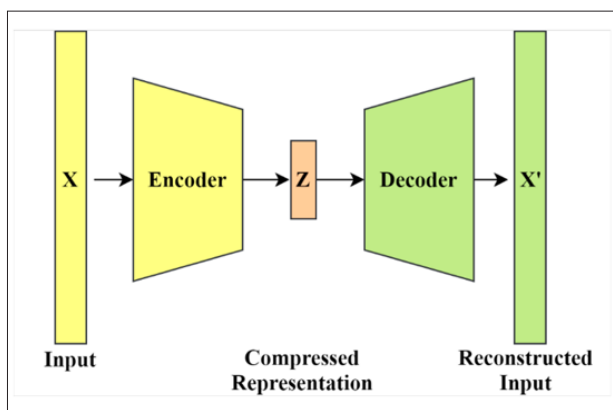 X
Encoder
Z
Decoder
X'
Input
Compressed
Representation
Reconstructed
Input